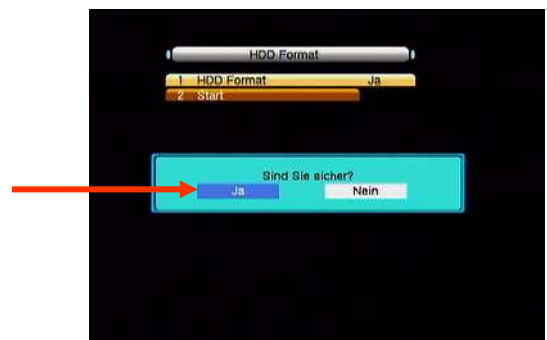 HDD Format
1 HDD Format Ja
2 Start
Sind Sie sicher?
Ja Nein